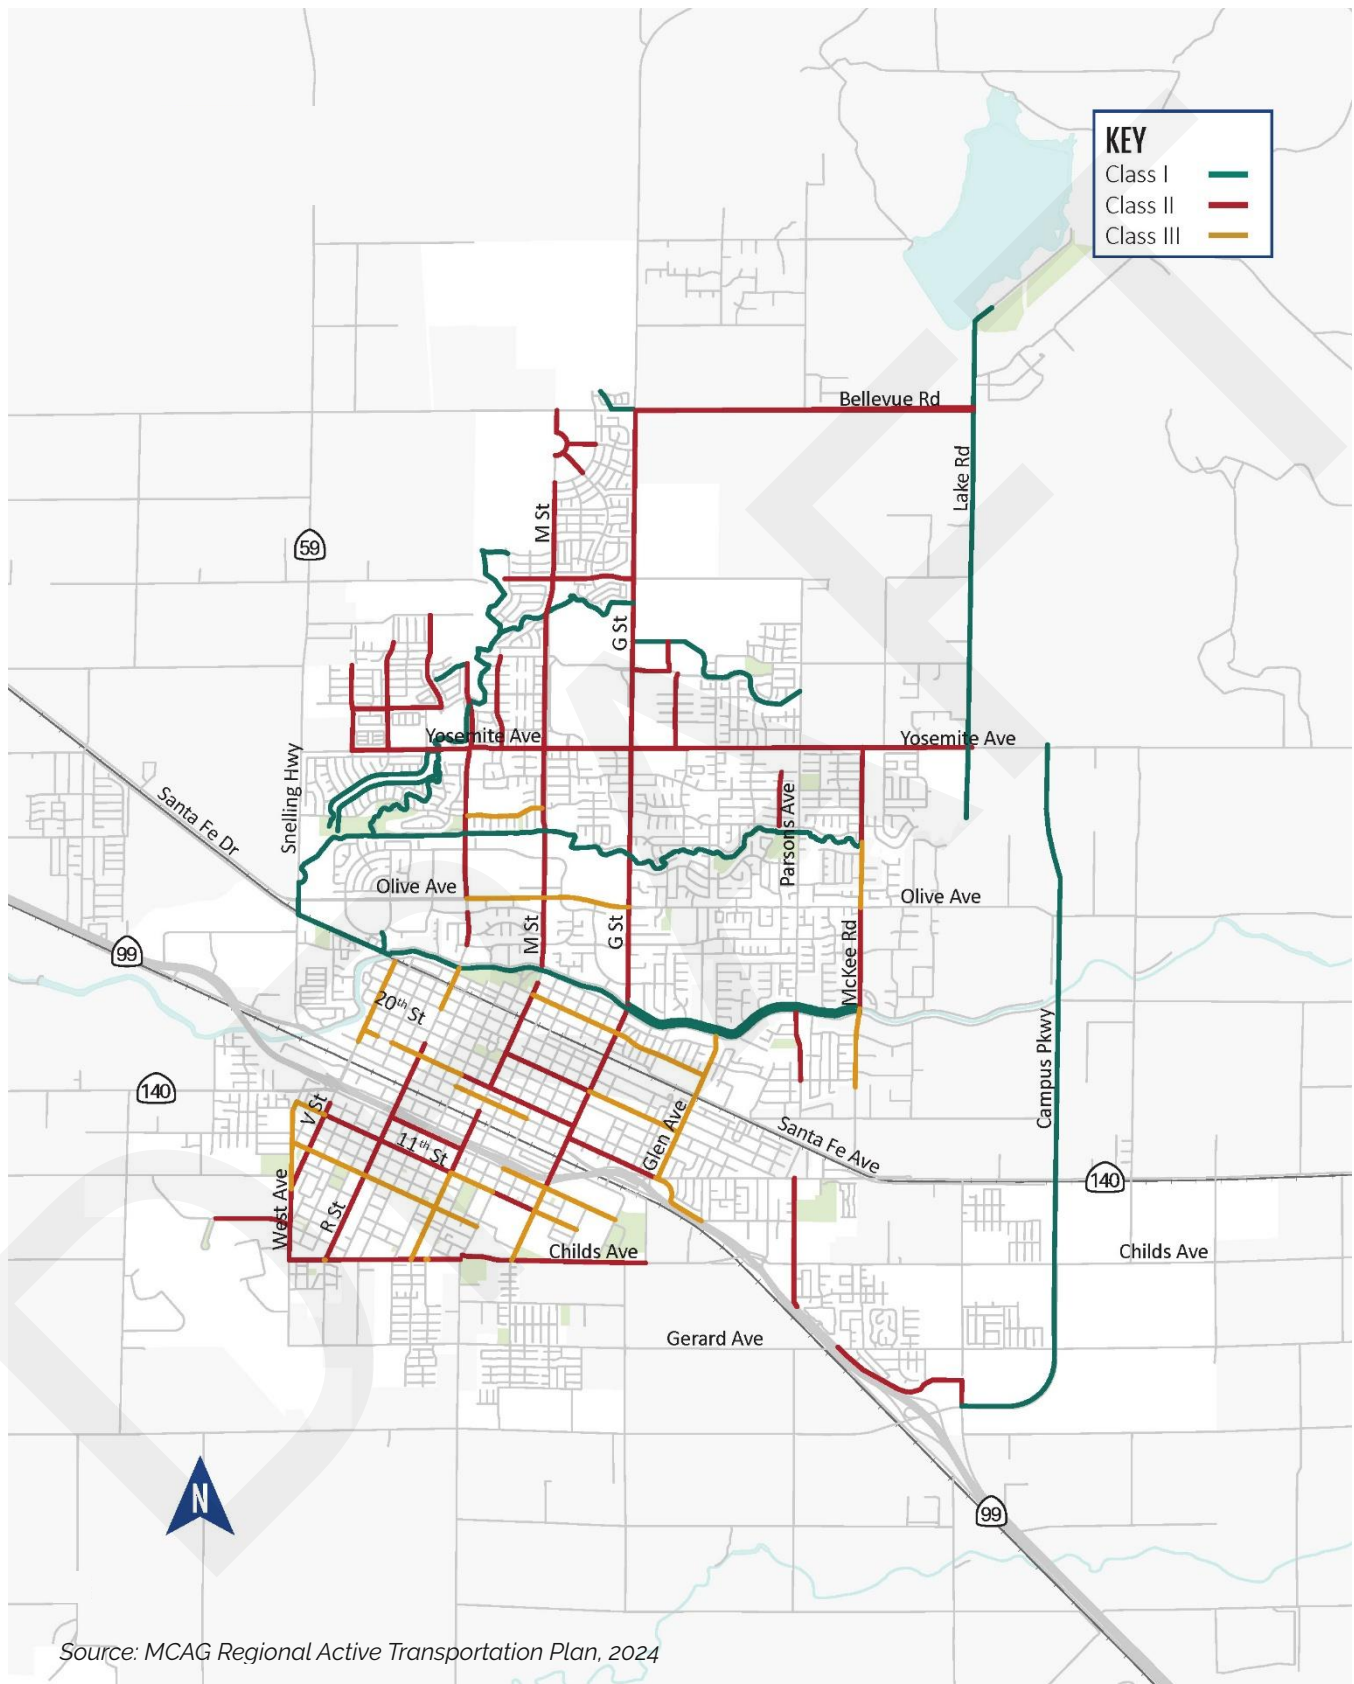 KEY
Class I
Class II
Class III
Bellevue Rd
Lake Rd
M St
59
G St
Yosemite Ave
Yosemite Ave
Snelling Hwy
Santa Fe Dr
Parsons Ave
Olive Ave
Olive Ave
M St
G St
McKee Rd
99
20th St
Campus Pkwy
140
V St
11th St
Glen Ave
Santa Fe Ave
140
West Ave
R St
Childs Ave
Childs Ave
Gerard Ave
N
99
Source: MCAG Regional Active Transportation Plan, 2024
DRAFT